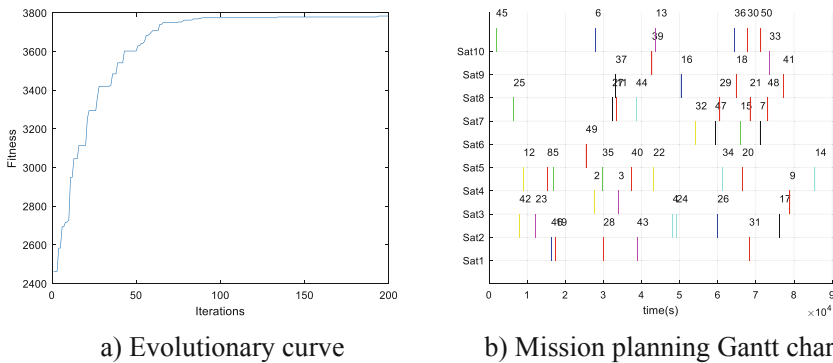 3800
3600
3400
3200
3000
2800
2600
2400
Fitness
0 50 100 150 200
Iterations
a) Evolutionary curve
45 6 13 36 30 50
39 33
Sat10
37 16 18 41
Sat9
25 44 29 21 48
Sat8
32 47 15 7
Sat7
49
Sat6
12 8 5 35 40 22 34 20 14
Sat5
2 3 9
Sat4
42 23 4 24 26 17
Sat3
28 43 31
Sat2
Sat1
0 1 2 3 4 5 6 7 8 9
time(s)
×10⁴
b) Mission planning Gantt char